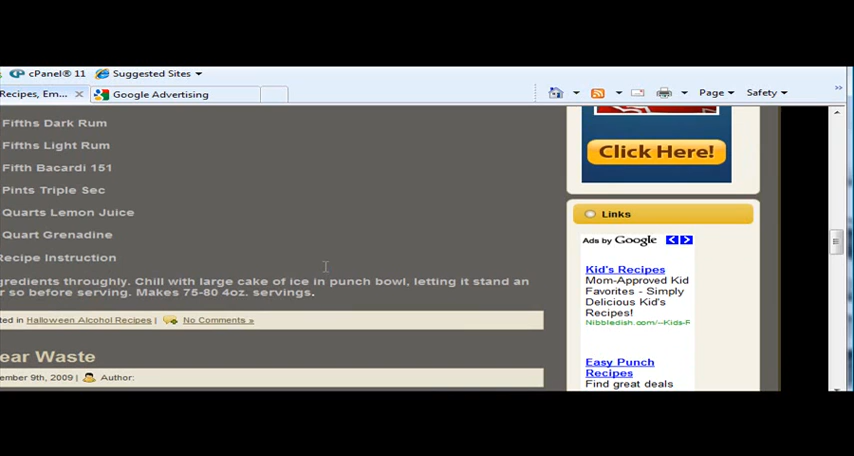 cPanel® 11 Suggested Sites
Recipes, Em... Google Advertising Page Safety
Fifths Dark Rum
Fifths Light Rum
Fifth Bacardi 151
Pints Triple Sec
Quarts Lemon Juice
Quart Grenadine
Recipe Instruction
gredients throughly. Chill with large cake of ice in punch bowl, letting it stand an
r so before serving. Makes 75-80 4oz. servings.
ted in Halloween Alcohol Recipes | No Comments »
ear Waste
ember 9th, 2009 | Author:
Click Here!
Links
Ads by Google
Kid's Recipes
Mom-Approved Kid
Favorites - Simply
Delicious Kid's
Recipes!
Nibbledish.com/--Kids-R
Easy Punch
Recipes
Find great deals